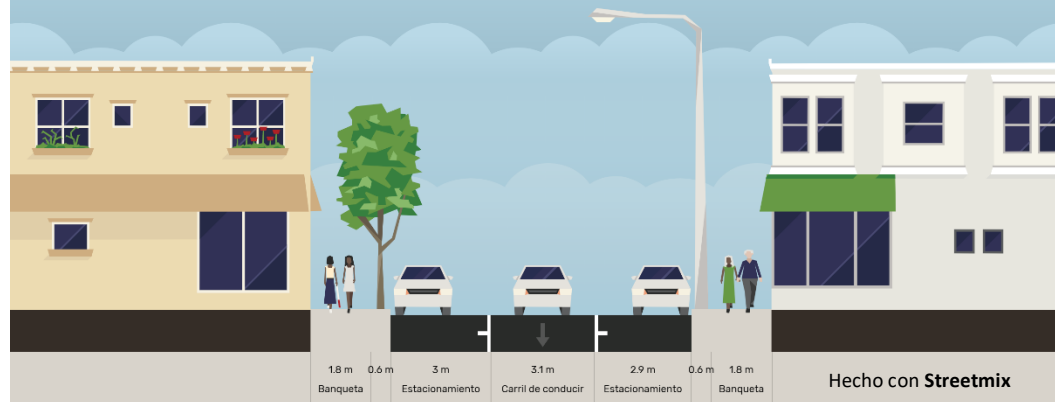 1.8 m
0.6 m
3 m
3.1 m
2.9 m
0.6 m
1.8 m
Banqueta
Estacionamiento
Carril de conducir
Estacionamiento
Banqueta
Hecho con Streetmix